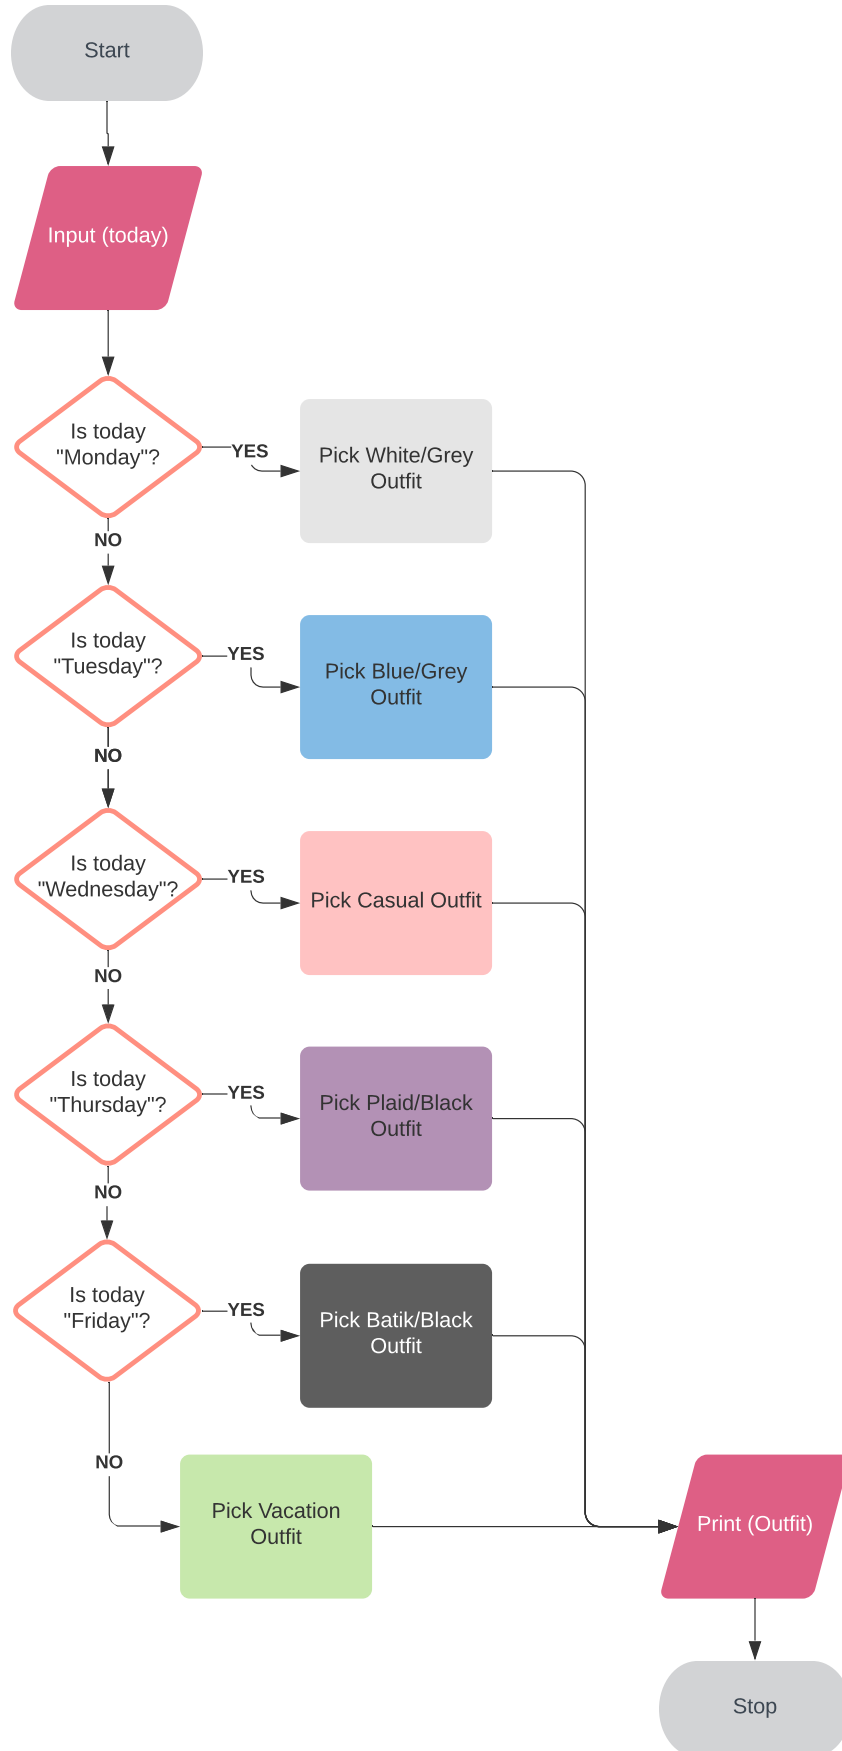 Start
Input (today)
Is today
"Monday"?
YES
Pick White/Grey
Outfit
NO
Is today
"Tuesday"?
YES
Pick Blue/Grey
Outfit
NO
Is today
"Wednesday"?
YES
Pick Casual Outfit
NO
Is today
"Thursday"?
YES
Pick Plaid/Black
Outfit
NO
Is today
"Friday"?
YES
Pick Batik/Black
Outfit
NO
Pick Vacation
Outfit
Print (Outfit)
Stop